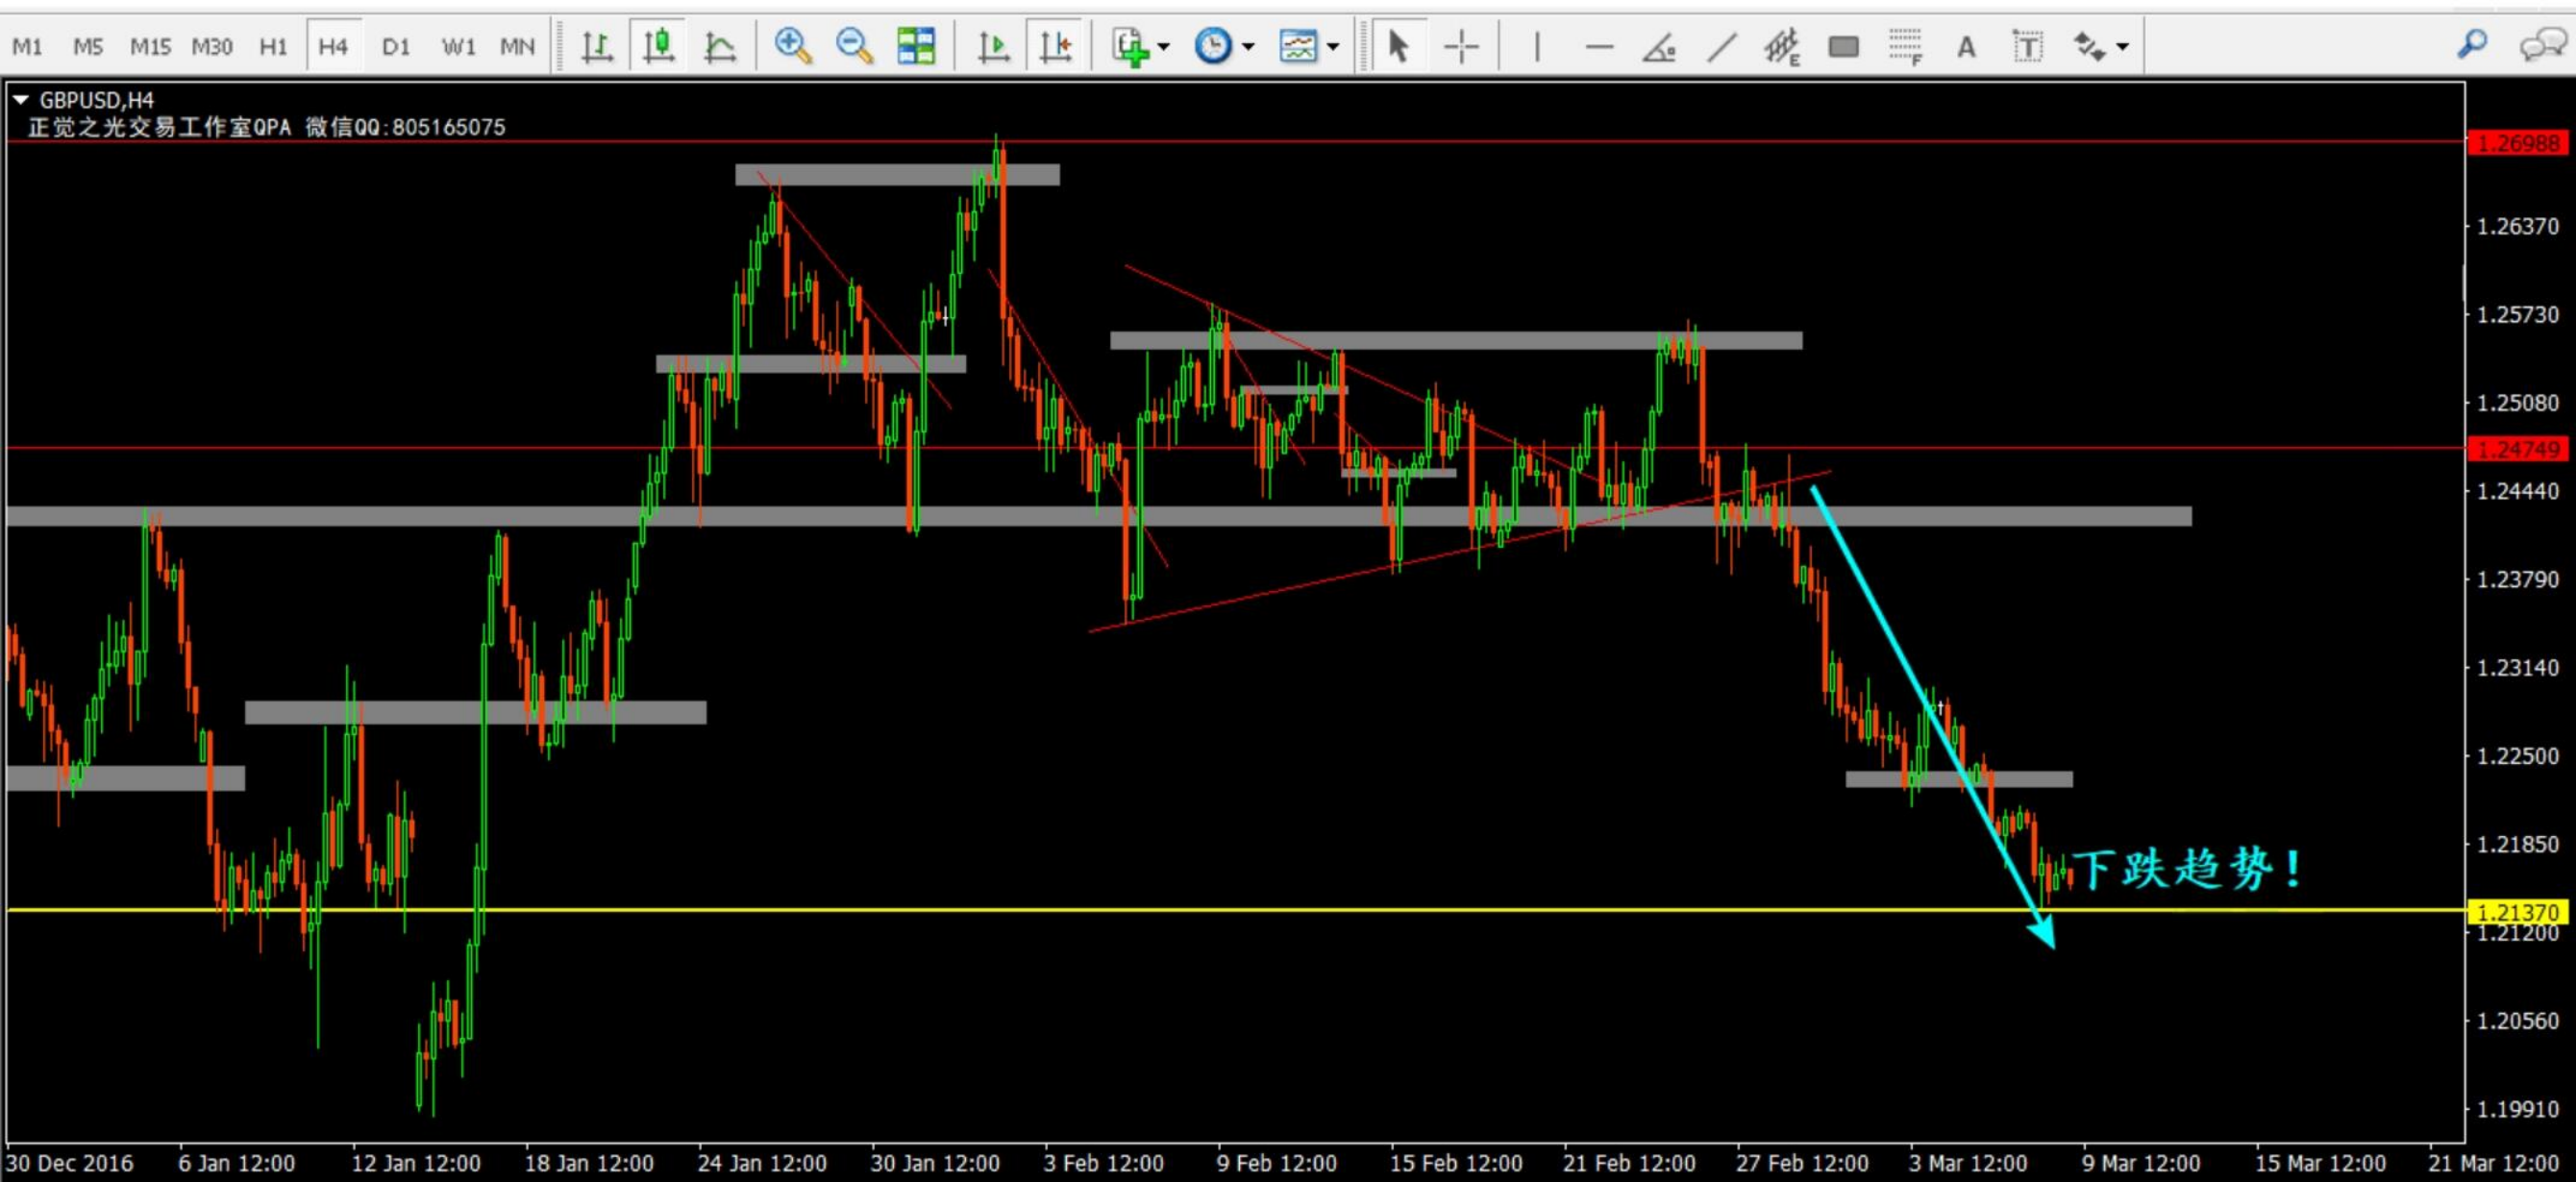 M1 M5 M15 M30 H1 H4 D1 W1 MN E F A T
GBPUSD,H4
正觉之光交易工作室QPA 微信QQ:805165075
1.26988
1.26370
1.25730
1.25080
1.24749
1.24440
1.23790
1.23140
1.22500
1.21850
下跌趋势！
1.21370
1.21200
1.20560
1.19910
30 Dec 2016 6 Jan 12:00 12 Jan 12:00 18 Jan 12:00 24 Jan 12:00 30 Jan 12:00 3 Feb 12:00 9 Feb 12:00 15 Feb 12:00 21 Feb 12:00 27 Feb 12:00 3 Mar 12:00 9 Mar 12:00 15 Mar 12:00 21 Mar 12:00